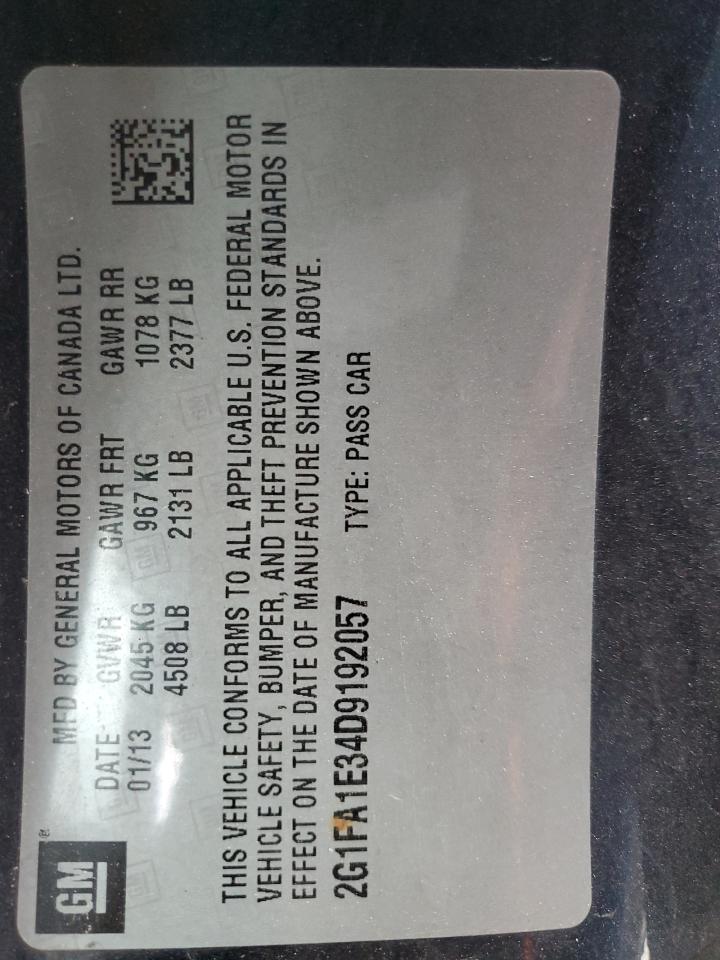 GM®
MFD BY GENERAL MOTORS OF CANADA LTD.
DATE GVWR GAWR FRT GAWR RR
01/13 2045 KG 967 KG 1078 KG
4508 LB 2131 LB 2377 LB
THIS VEHICLE CONFORMS TO ALL APPLICABLE U.S. FEDERAL MOTOR
VEHICLE SAFETY, BUMPER, AND THEFT PREVENTION STANDARDS IN
EFFECT ON THE DATE OF MANUFACTURE SHOWN ABOVE.
2G1FA1E34D9192057 TYPE: PASS CAR